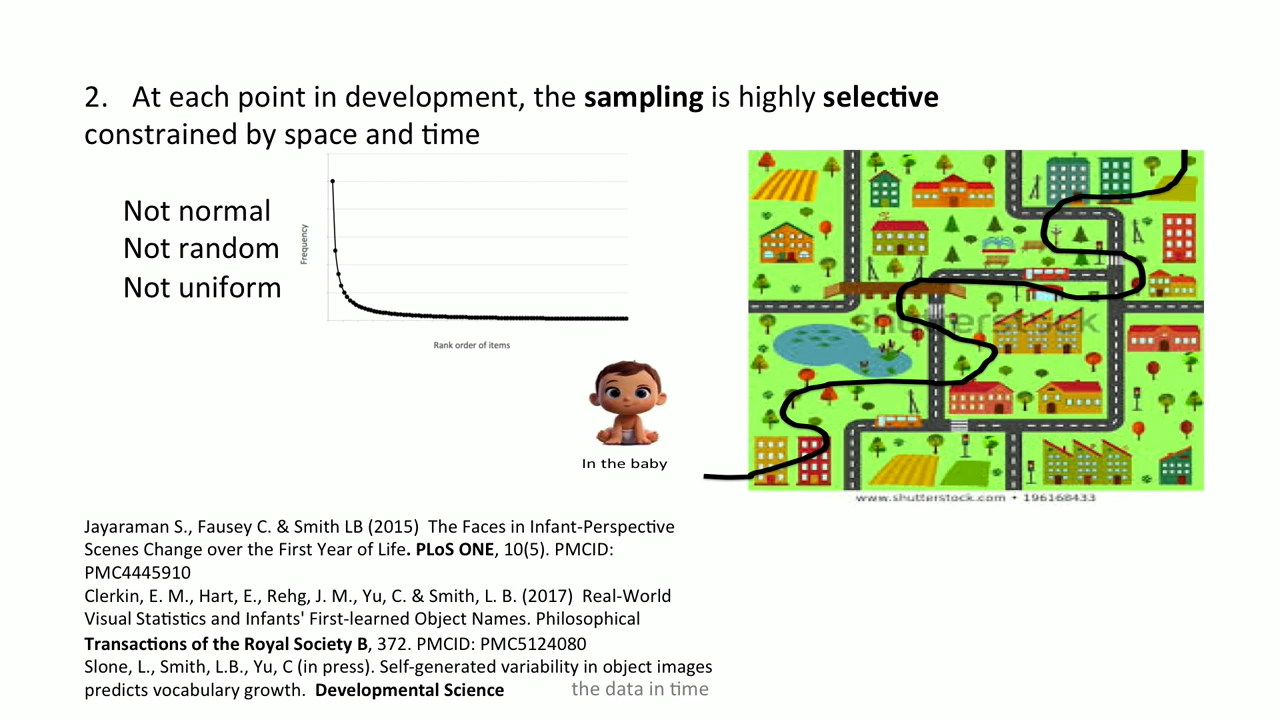 2. At each point in development, the sampling is highly selective
constrained by space and time
Not normal
Not random
Not uniform
Frequency
Rank order of items
In the baby
shutterstock
www.shutterstock.com • 196168433
Jayaraman S., Fausey C. & Smith LB (2015) The Faces in Infant-Perspective
Scenes Change over the First Year of Life. PLoS ONE, 10(5). PMCID:
PMC4445910
Clerkin, E. M., Hart, E., Rehg, J. M., Yu, C. & Smith, L. B. (2017) Real-World
Visual Statistics and Infants' First-learned Object Names. Philosophical
Transactions of the Royal Society B, 372. PMCID: PMC5124080
Slone, L., Smith, L.B., Yu, C (in press). Self-generated variability in object images
predicts vocabulary growth. Developmental Science
the data in time